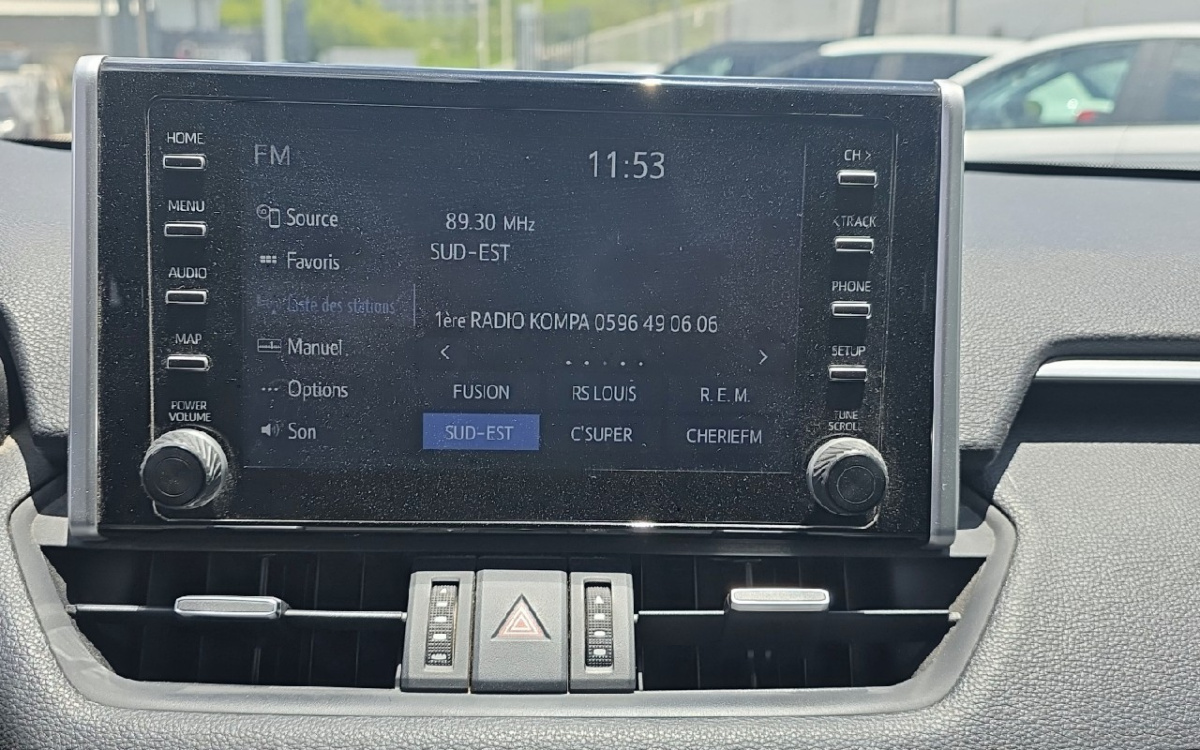 HOME
MENU
AUDIO
MAP
POWER
VOLUME
FM
11:53
Source
Favoris
Liste des stations
Manuel
Options
Son
89.30 MHz
SUD-EST
1ère RADIO KOMPA 0596 49 06 06
< >
FUSION RS LOUIS R.E.M.
SUD-EST C'SUPER CHERIEFM
CH >
< TRACK
PHONE
SETUP
TUNE
SCROLL